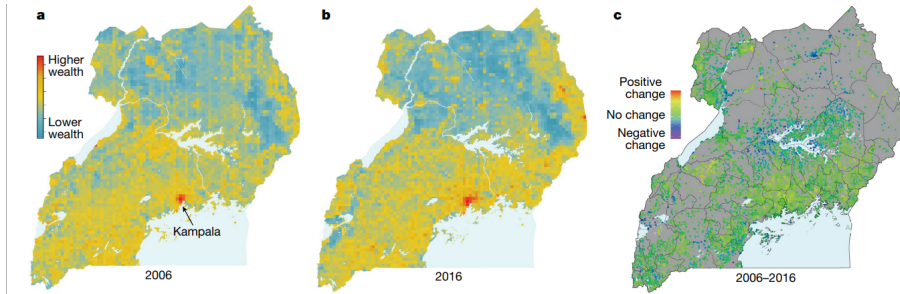 a
Higher
wealth
Lower
wealth
Kampala
2006
b
2016
c
Positive
change
No change
Negative
change
2006–2016